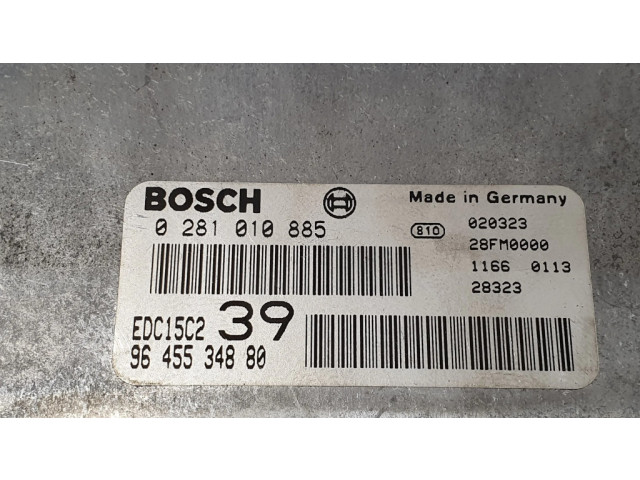 BOSCH
Made in Germany
0 281 010 885
810
020323
28FM0000
1166 0113
28323
EDC15C2 39
96 455 348 80